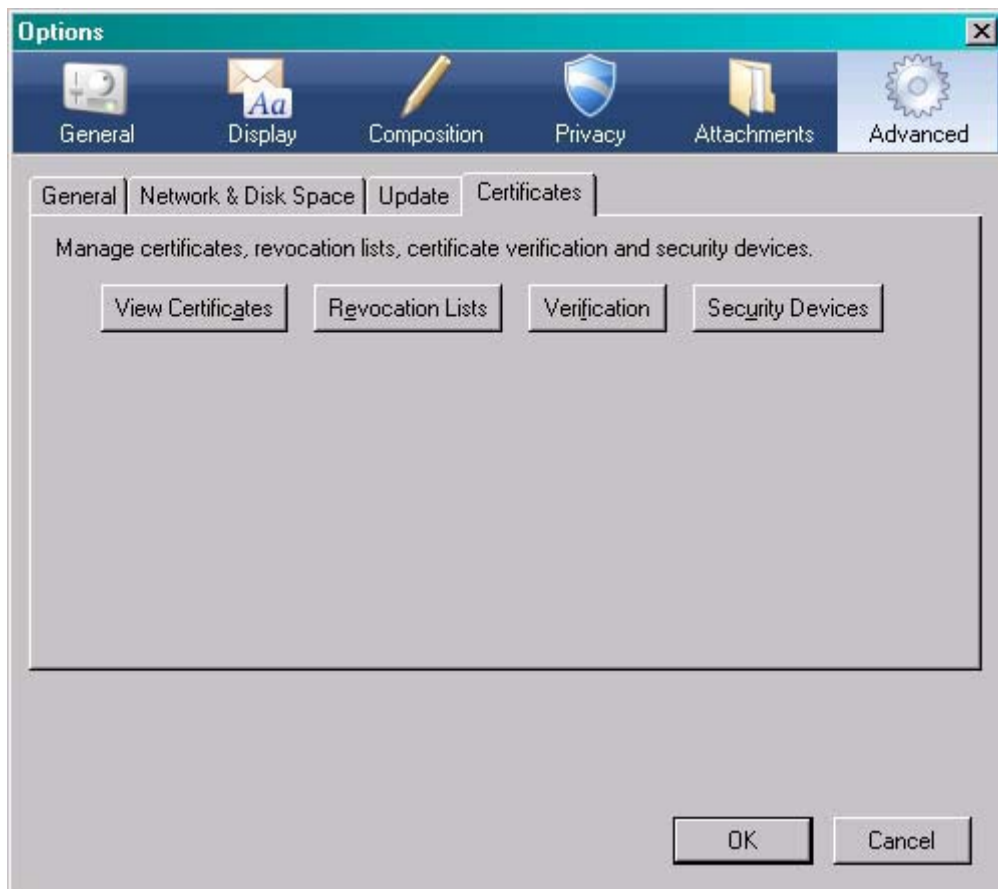 Options
General Display Composition Privacy Attachments Advanced
General Network & Disk Space Update Certificates
Manage certificates, revocation lists, certificate verification and security devices.
View Certificates Revocation Lists Verification Security Devices
OK Cancel